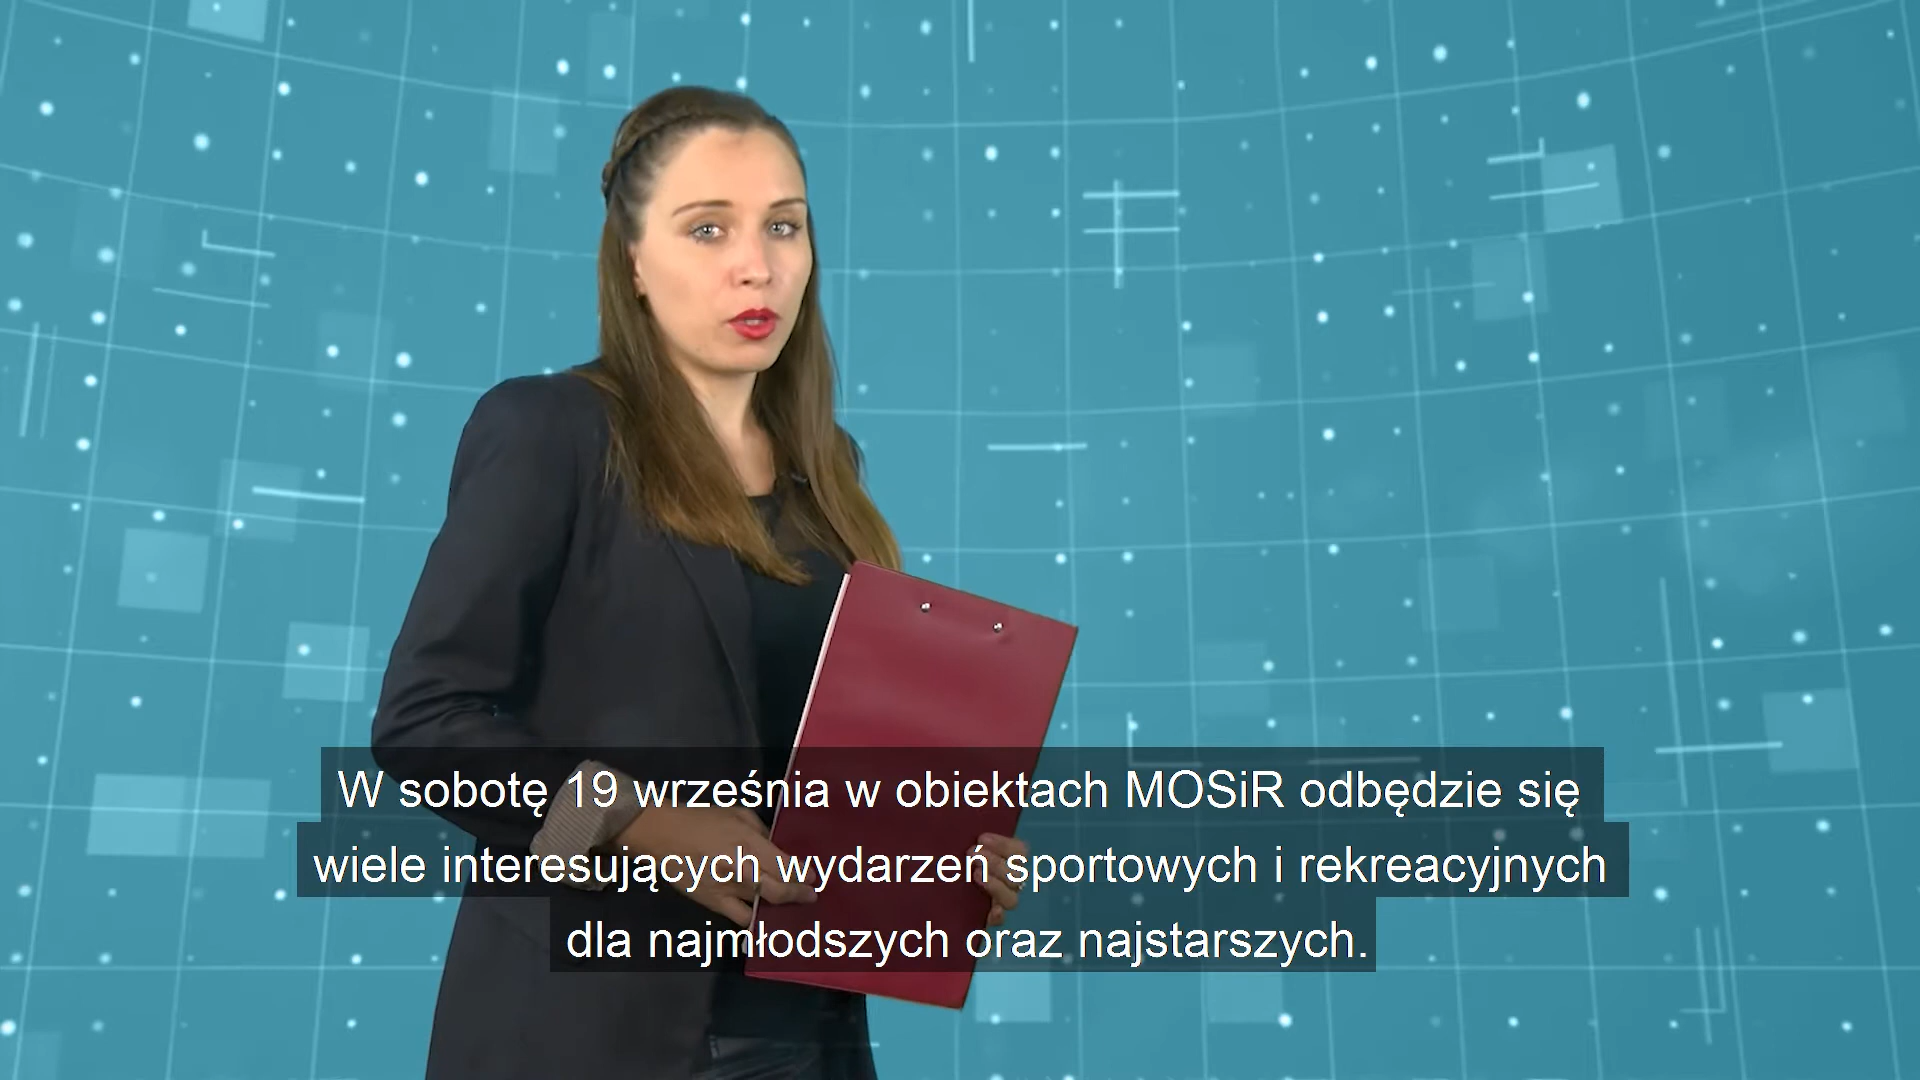 W sobotę 19 września w obiektach MOSiR odbędzie się
wiele interesujących wydarzeń sportowych i rekreacyjnych
dla najmłodszych oraz najstarszych.